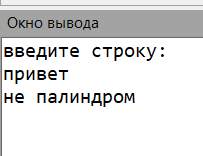 Окно вывода
введите строку:
привет
не палиндром